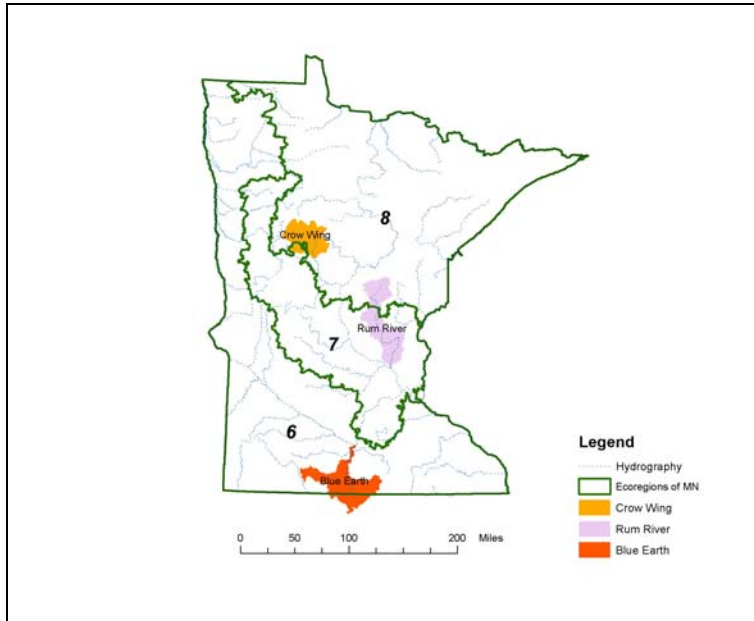 8
Crow Wing
Rum River
7
6
Blue Earth
Legend
Hydrography
Ecoregions of MN
Crow Wing
Rum River
Blue Earth
0 50 100 200 Miles